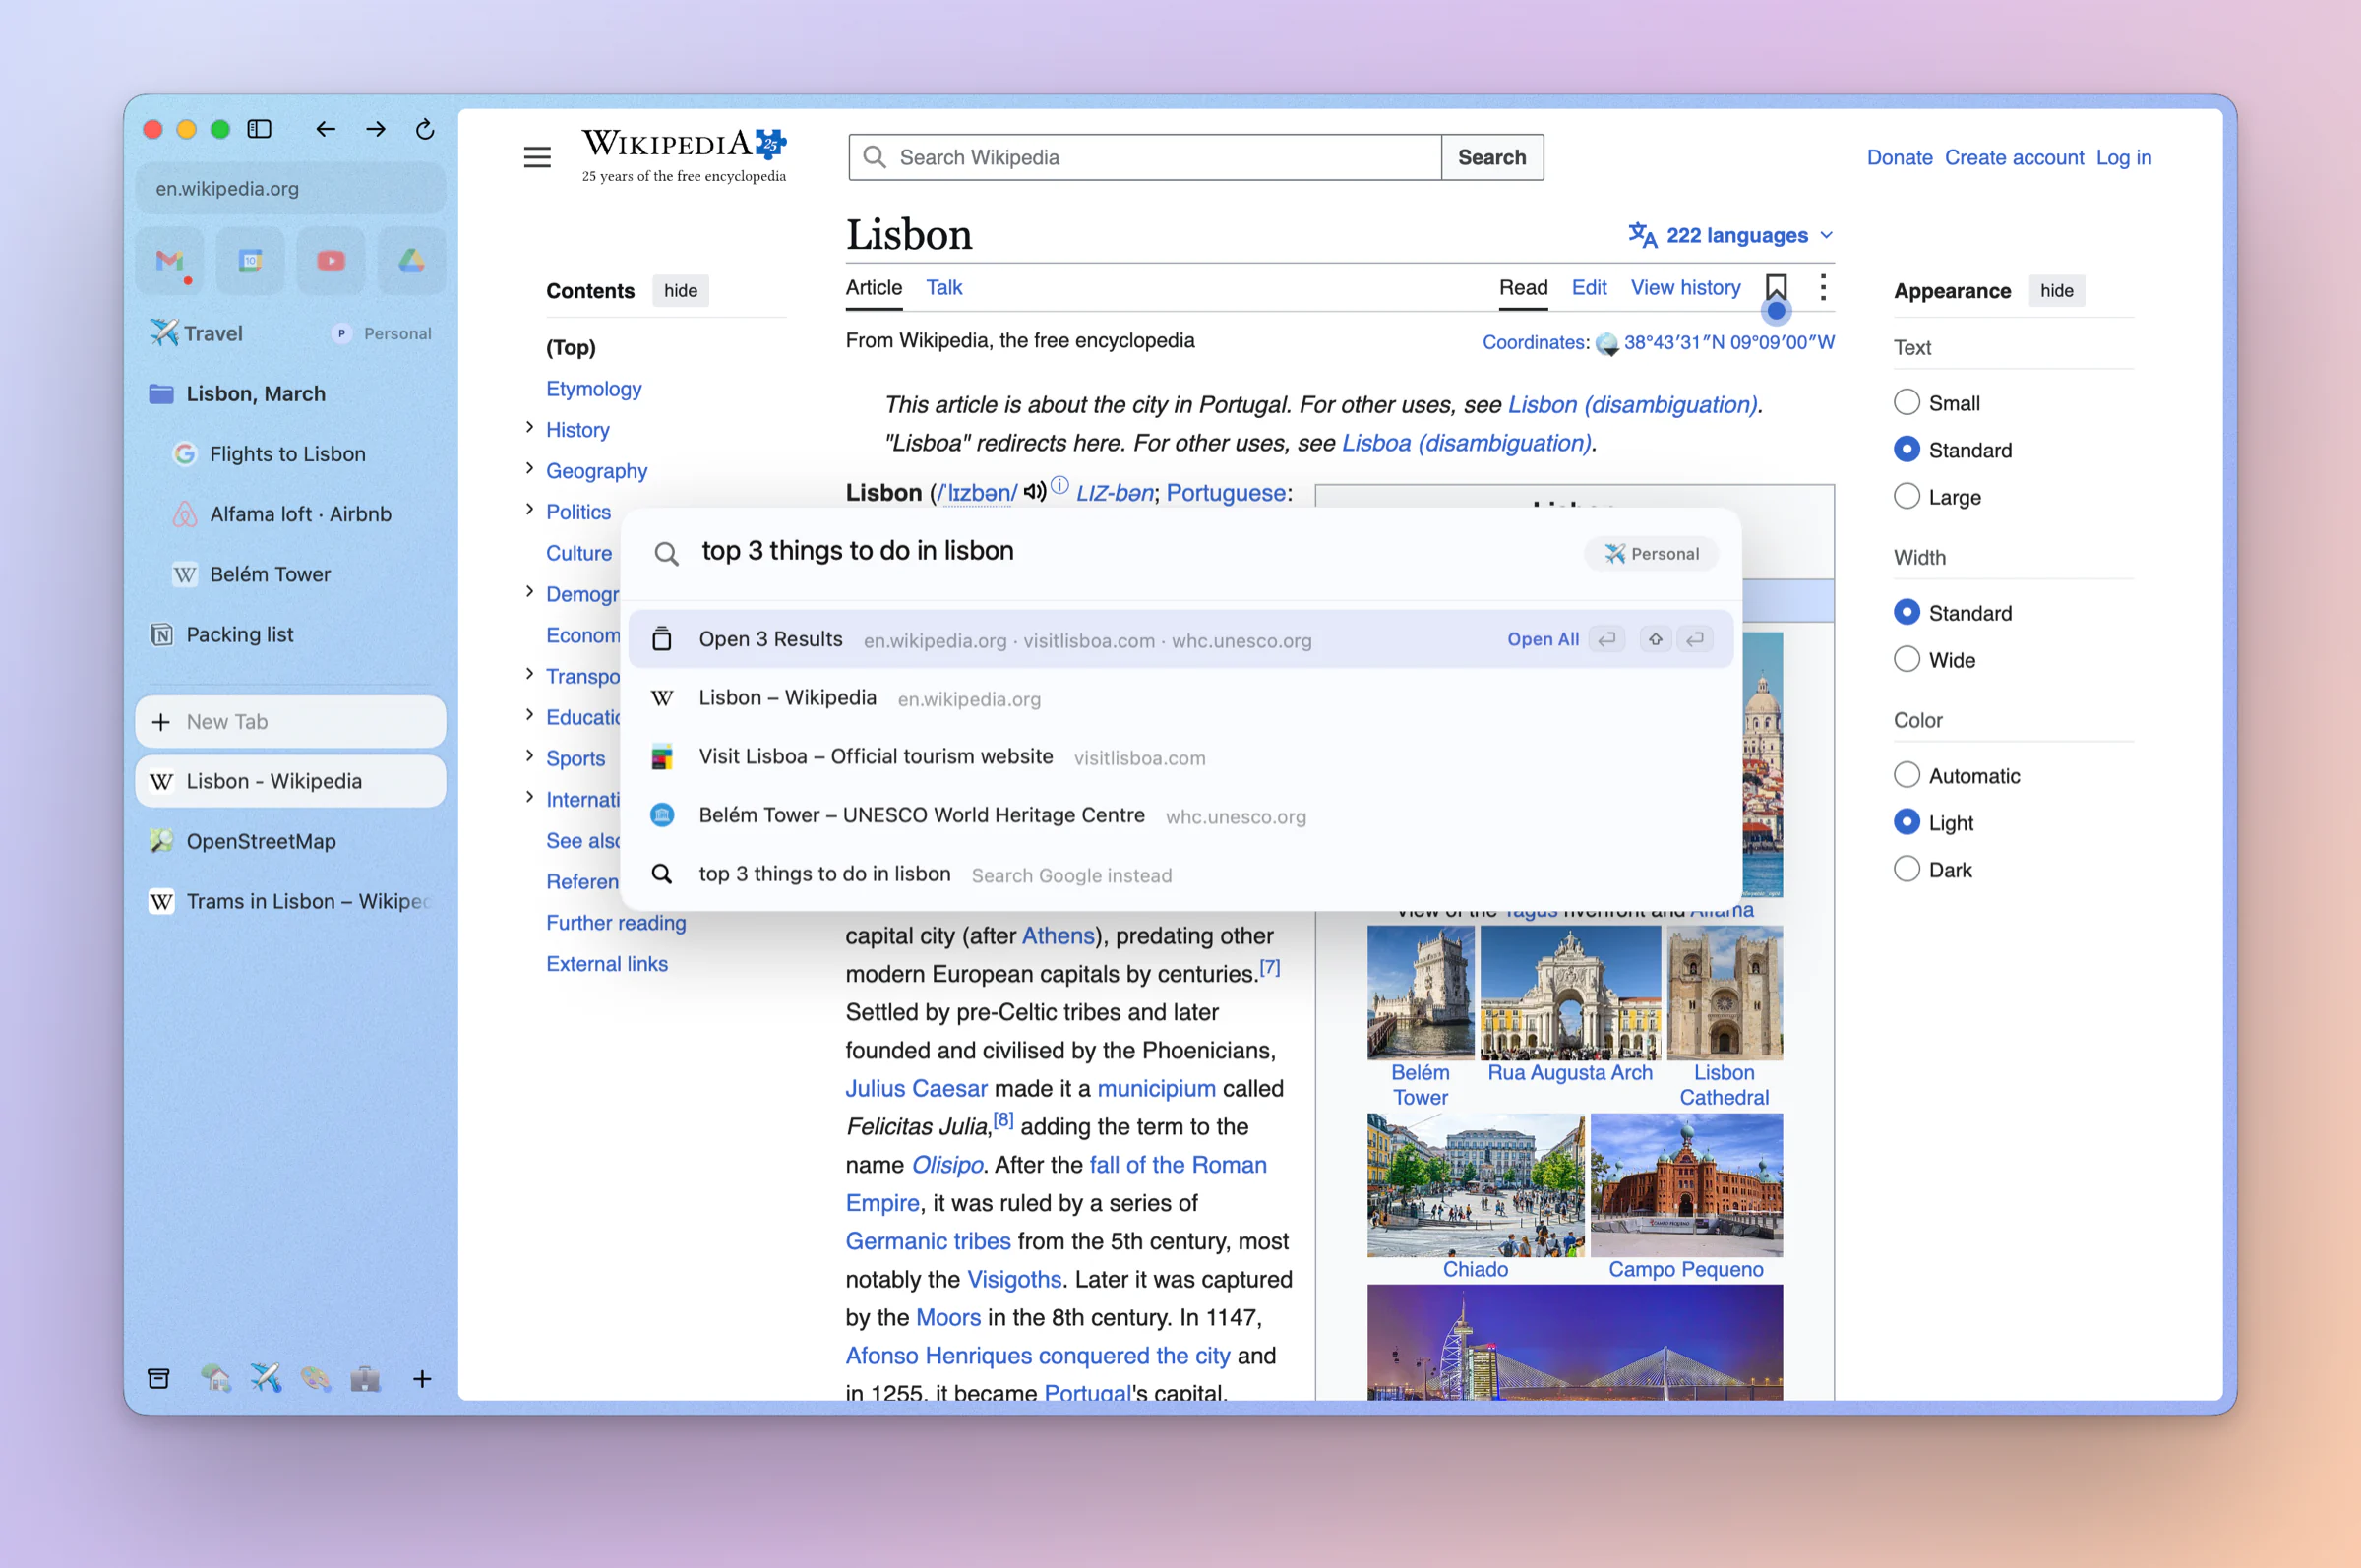 en.wikipedia.org
Travel
P Personal
Lisbon, March
Flights to Lisbon
Alfama loft · Airbnb
Belém Tower
Packing list
New Tab
Lisbon - Wikipedia
OpenStreetMap
Trams in Lisbon – Wikiped
WIKIPEDIA 25
25 years of the free encyclopedia
Search Wikipedia
Search
Donate Create account Log in
Contents hide
(Top)
Etymology
History
Geography
Politics
Culture
Demogr
Econom
Transpo
Educatio
Sports
Internati
See also
Referen
Further reading
External links
Lisbon
222 languages
Article Talk
Read Edit View history
From Wikipedia, the free encyclopedia
Coordinates: 38°43′31″N 09°09′00″W
This article is about the city in Portugal. For other uses, see Lisbon (disambiguation).
"Lisboa" redirects here. For other uses, see Lisboa (disambiguation).
Lisbon (/ˈlɪzbən/ LIZ-bən; Portuguese:
top 3 things to do in lisbon
Personal
Open 3 Results en.wikipedia.org · visitlisboa.com · whc.unesco.org Open All
Lisbon – Wikipedia en.wikipedia.org
Visit Lisboa – Official tourism website visitlisboa.com
Belém Tower – UNESCO World Heritage Centre whc.unesco.org
top 3 things to do in lisbon Search Google instead
capital city (after Athens), predating other
modern European capitals by centuries.[7]
Settled by pre-Celtic tribes and later
founded and civilised by the Phoenicians,
Julius Caesar made it a municipium called
Felicitas Julia,[8] adding the term to the
name Olisipo. After the fall of the Roman
Empire, it was ruled by a series of
Germanic tribes from the 5th century, most
notably the Visigoths. Later it was captured
by the Moors in the 8th century. In 1147,
Afonso Henriques conquered the city and
in 1255, it became Portugal's capital.
View of the Tagus riverfront and Alfama
Belém Tower
Rua Augusta Arch
Lisbon Cathedral
Chiado
Campo Pequeno
Appearance hide
Text
Small
Standard
Large
Width
Standard
Wide
Color
Automatic
Light
Dark